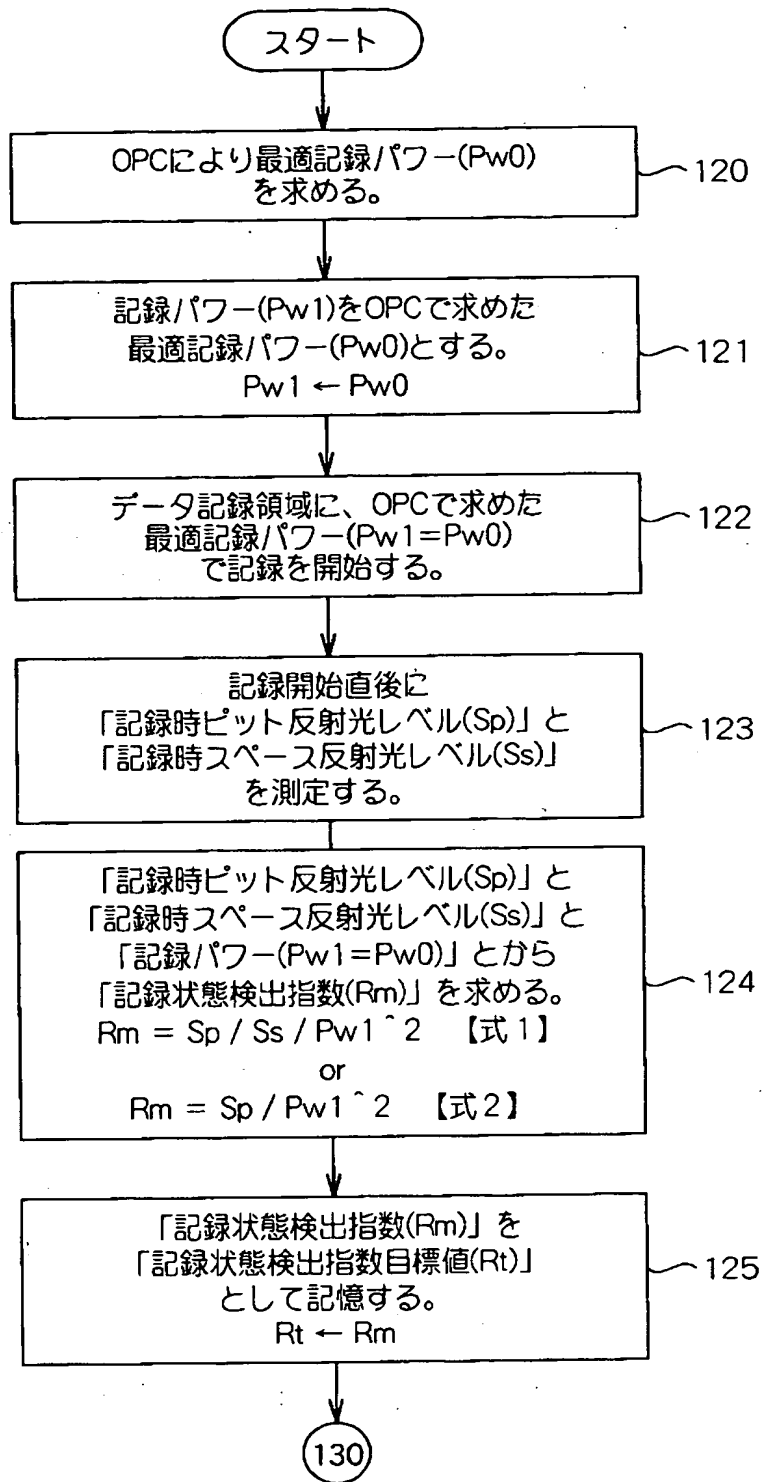 スタート
OPCにより最適記録パワー(Pw0)
を求める。
120
記録パワー(Pw1)をOPCで求めた
最適記録パワー(Pw0)とする。
Pw1 ← Pw0
121
データ記録領域に、OPCで求めた
最適記録パワー(Pw1=Pw0)
で記録を開始する。
122
記録開始直後に
「記録時ピット反射光レベル(Sp)」と
「記録時スペース反射光レベル(Ss)」
を測定する。
123
「記録時ピット反射光レベル(Sp)」と
「記録時スペース反射光レベル(Ss)」と
「記録パワー(Pw1=Pw0)」とから
「記録状態検出指数(Rm)」を求める。
Rm = Sp / Ss / Pw1^2 【式1】
or
Rm = Sp / Pw1^2 【式2】
124
「記録状態検出指数(Rm)」を
「記録状態検出指数目標値(Rt)」
として記憶する。
Rt ← Rm
125
130